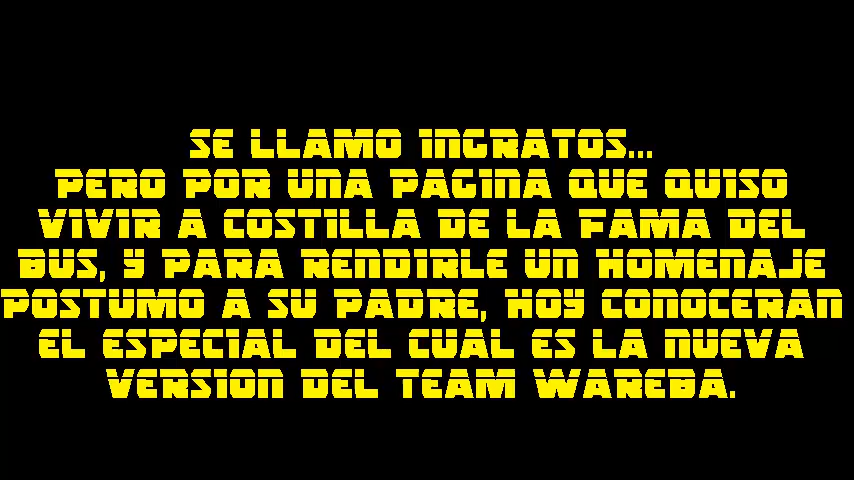 SE LLAMO INGRATOS...
PERO POR UNA PAGINA QUE QUISO
VIVIR A COSTILLA DE LA FAMA DEL
BUS, Y PARA RENDIRLE UN HOMENAJE
POSTUMO A SU PADRE, HOY CONOCERAN
EL ESPECIAL DEL CUAL ES LA NUEVA
VERSION DEL TEAM WAREBA.